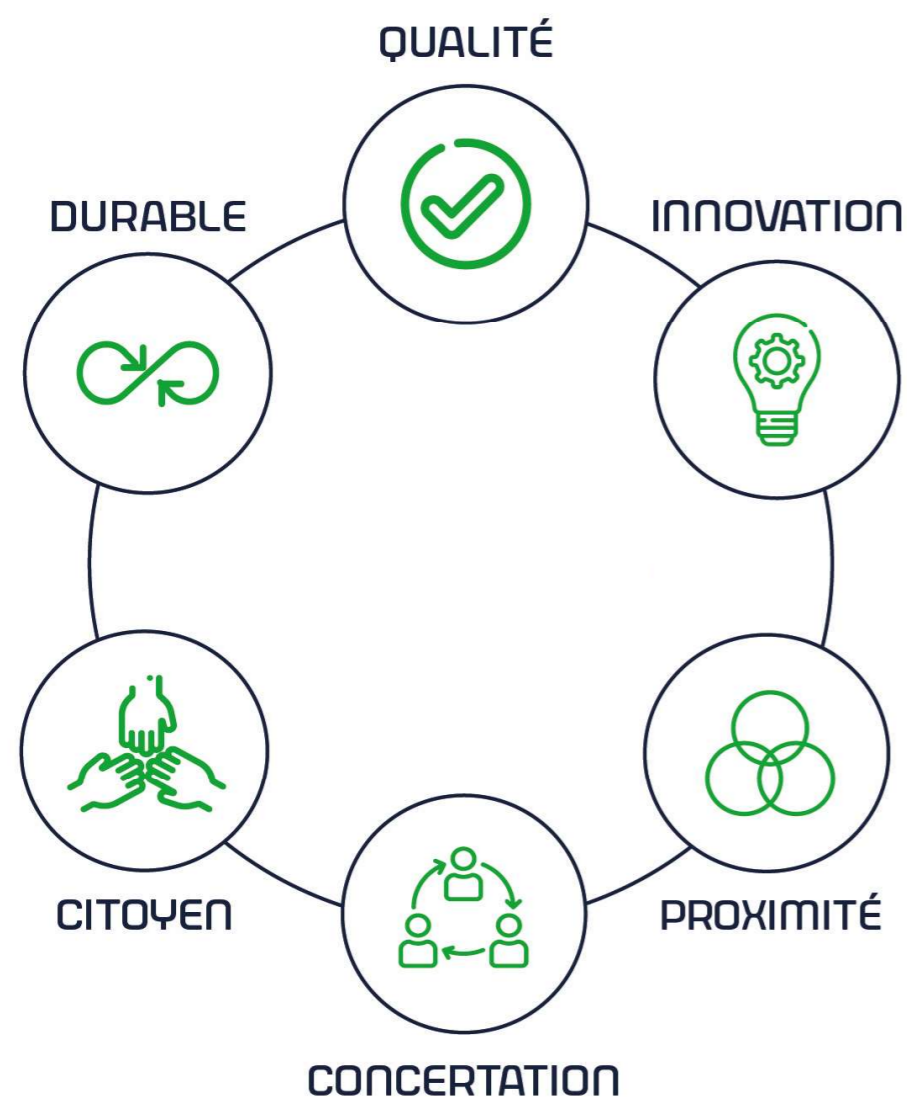 QUALITÉ
DURABLE
INNOVATION
CITOYEN
PROXIMITÉ
CONCERTATION